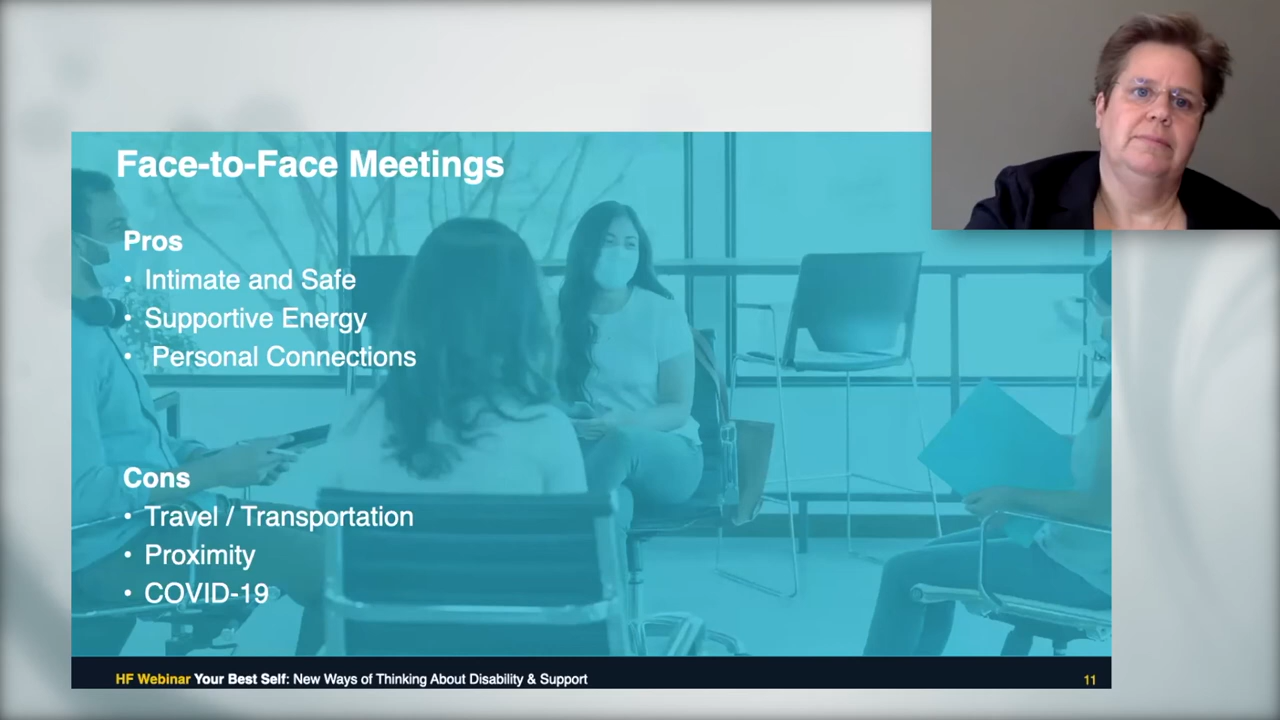 Face-to-Face Meetings
Pros
• Intimate and Safe
• Supportive Energy
• Personal Connections
Cons
• Travel / Transportation
• Proximity
• COVID-19
HF Webinar Your Best Self: New Ways of Thinking About Disability & Support
11